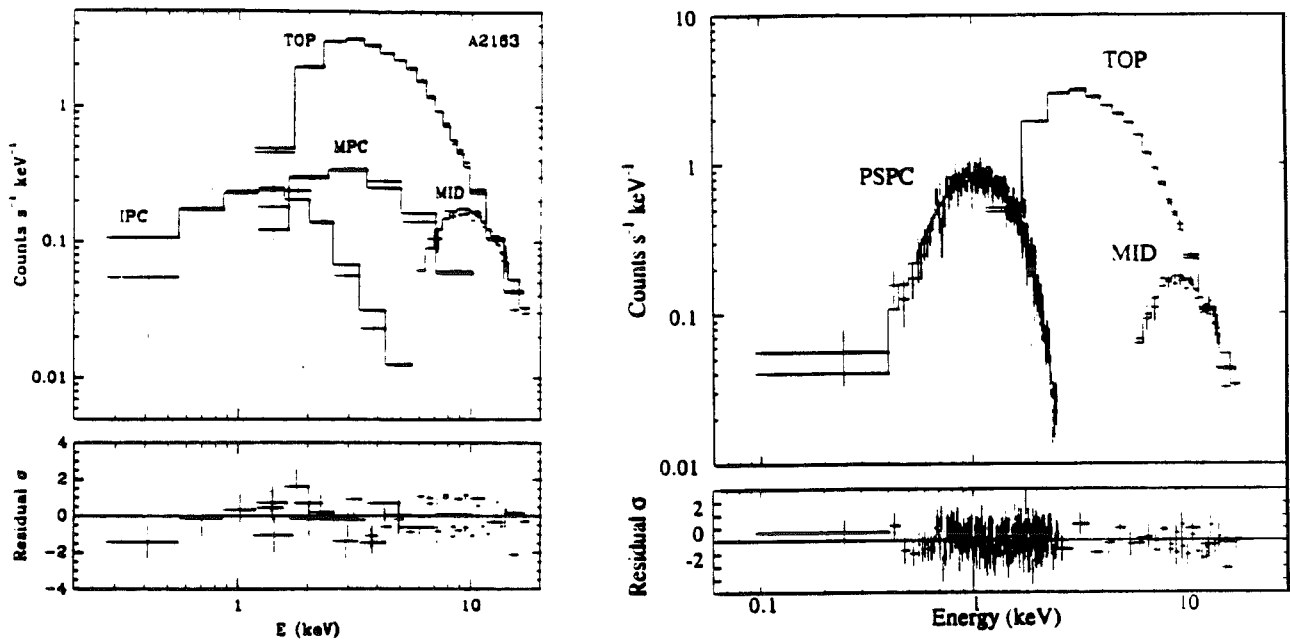 TOP
A2163
MPC
MID
IPC
Counts s⁻¹ keV⁻¹
1
0.1
0.01
Residual σ
4
2
0
-2
-4
1
10
E (keV)
10
1
0.1
0.01
Counts s⁻¹ keV⁻¹
TOP
PSPC
MID
Residual σ
2
0
-2
0.1
1
10
Energy (keV)